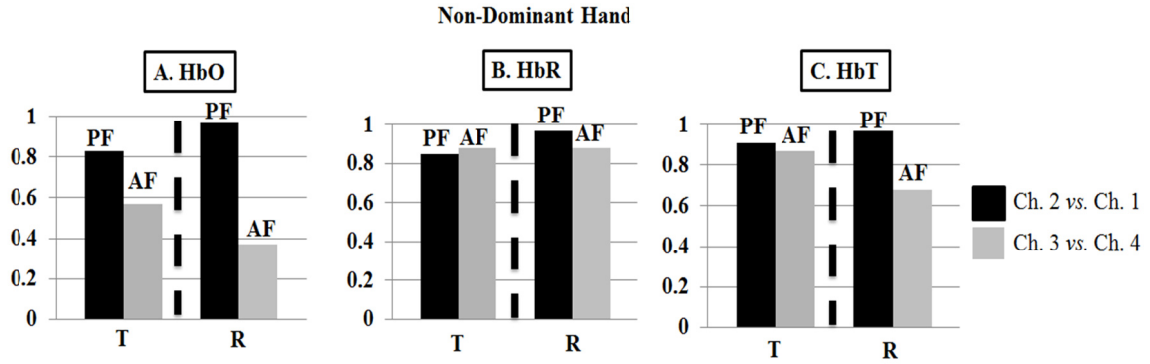 Non-Dominant Hand
A. HbO
B. HbR
C. HbT
1
0.8
0.6
0.4
0.2
0
PF
AF
PF
AF
T
R
1
0.8
0.6
0.4
0.2
0
PF
AF
PF
AF
T
R
1
0.8
0.6
0.4
0.2
0
PF
AF
PF
AF
T
R
Ch. 2 vs. Ch. 1
Ch. 3 vs. Ch. 4